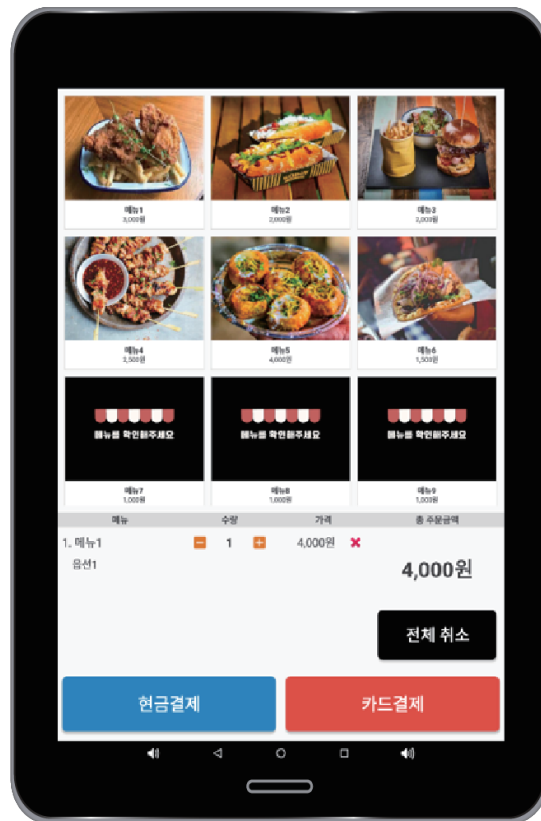 메뉴1
3,000원
메뉴2
2,000원
메뉴3
3,000원
메뉴4
2,500원
메뉴5
4,000원
메뉴6
1,500원
메뉴를 확인해주세요
메뉴를 확인해주세요
메뉴를 확인해주세요
메뉴7
1,000원
메뉴8
1,000원
메뉴9
1,000원
메뉴 수량 가격 총 주문금액
1. 메뉴1 1 4,000원
옵션1
4,000원
전체 취소
현금결제 카드결제